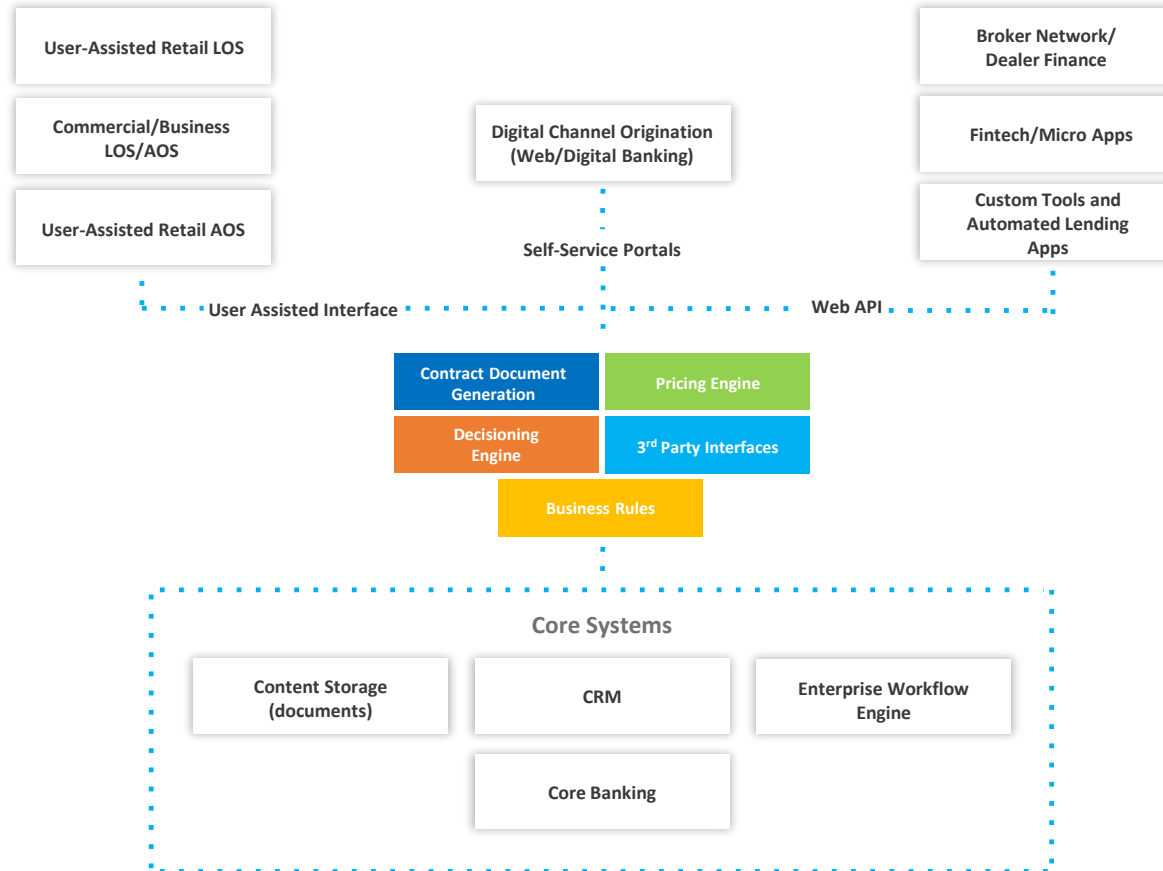 User-Assisted Retail LOS
Commercial/Business
LOS/AOS
User-Assisted Retail AOS
Digital Channel Origination
(Web/Digital Banking)
Broker Network/
Dealer Finance
Fintech/Micro Apps
Custom Tools and
Automated Lending
Apps
Self-Service Portals
User Assisted Interface
Web API
Contract Document
Generation
Pricing Engine
Decisioning
Engine
3rd Party Interfaces
Business Rules
Core Systems
Content Storage
(documents)
CRM
Enterprise Workflow
Engine
Core Banking